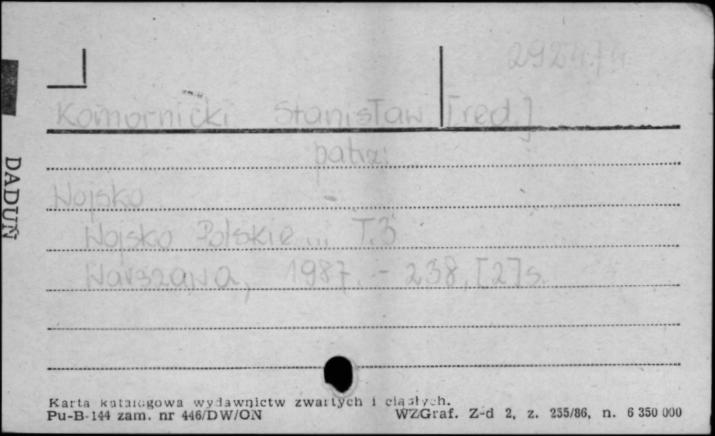 292474
Komornicki Stanisław [red.]
patrz:
Wojsko
Wojsko Polskie... T.3
Warszawa, 1987. - 238, [2] s.
DADUŃ
Karta katalogowa wydawnictw zwartych i ciągłych.
Pu-B-144 zam. nr 446/DW/ON WZGraf. Z-d 2, z. 255/86, n. 6 350 000